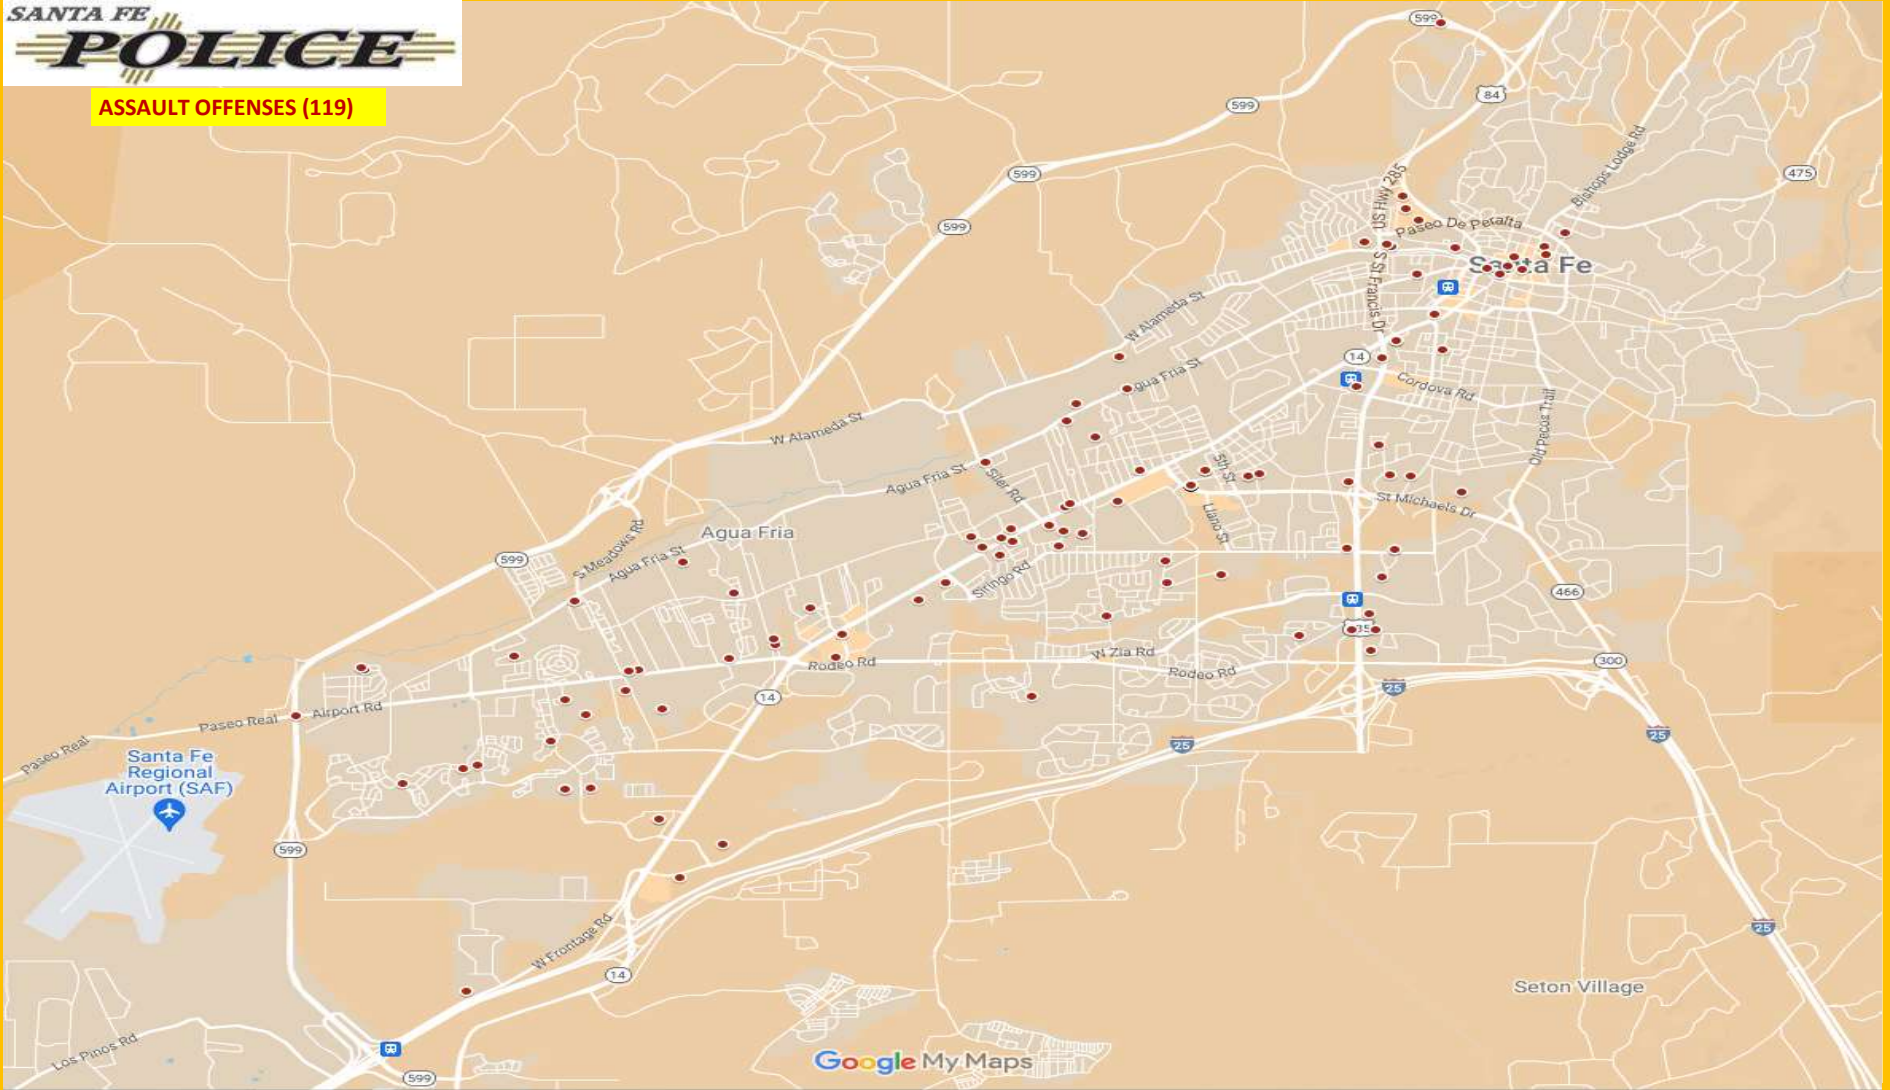 SANTA FE
POLICE
ASSAULT OFFENSES (119)
599
84
599
Bishops Lodge Rd
475
599
US Hwy 285
Paseo De Peralta
599
Santa Fe
S St Francis Dr
W Alameda St
14
Agua Fria St
Cordova Rd
Old Pecos Trail
W Alameda St
5th St
Agua Fria St
Siler Rd
St Michaels Dr
Llano St
Agua Fria
S Meadows Rd
599
Agua Fria St
Siringo Rd
466
W Zia Rd
Rodeo Rd
300
Rodeo Rd
25
14
Airport Rd
Paseo Real
25
25
Paseo Real
Santa Fe
Regional
Airport (SAF)
599
25
W Frontage Rd
14
Seton Village
Los Pinos Rd
Google My Maps
599